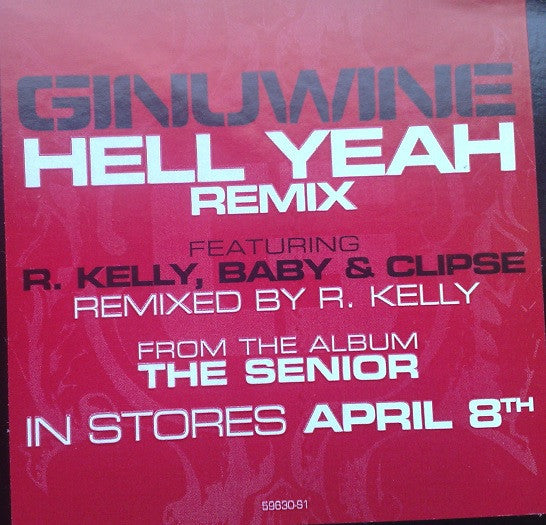 GINUWINE
HELL YEAH
REMIX
FEATURING
R. KELLY, BABY & CLIPSE
REMIXED BY R. KELLY
FROM THE ALBUM
THE SENIOR
IN STORES APRIL 8TH
59630-S1